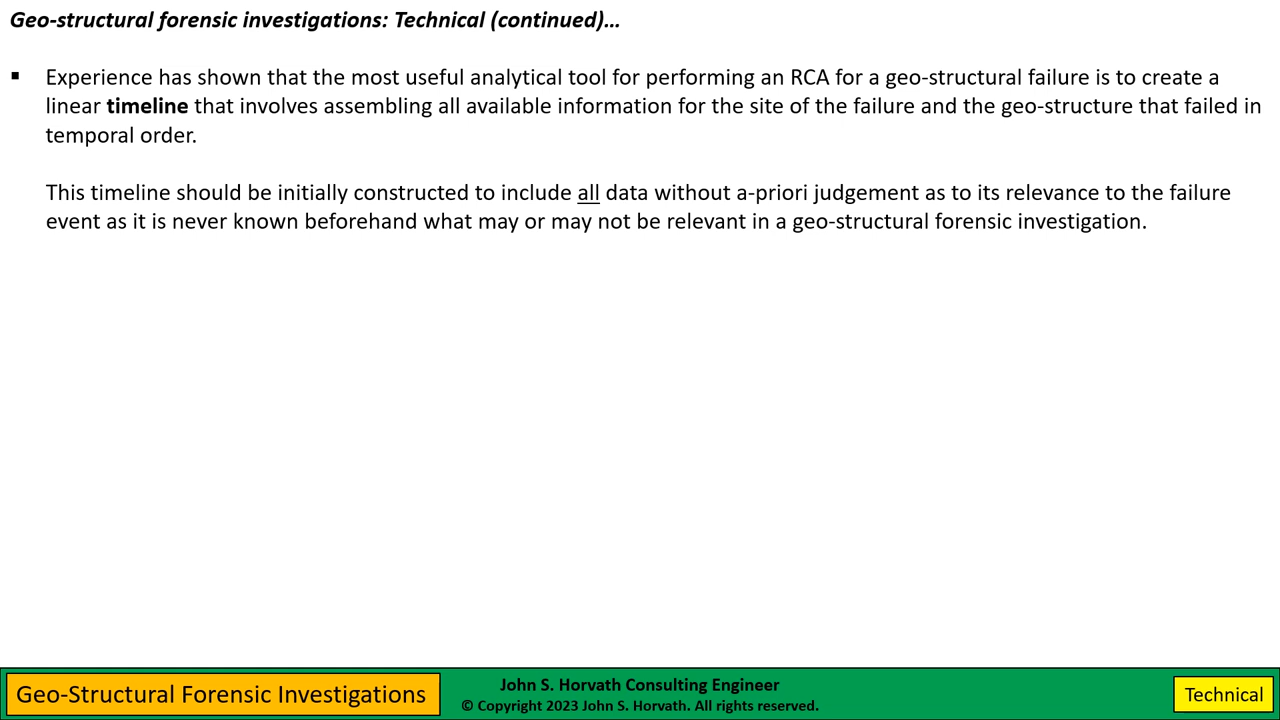 Geo-structural forensic investigations: Technical (continued)…
▪ Experience has shown that the most useful analytical tool for performing an RCA for a geo-structural failure is to create a
linear timeline that involves assembling all available information for the site of the failure and the geo-structure that failed in
temporal order.
This timeline should be initially constructed to include all data without a-priori judgement as to its relevance to the failure
event as it is never known beforehand what may or may not be relevant in a geo-structural forensic investigation.
Geo-Structural Forensic Investigations
John S. Horvath Consulting Engineer
© Copyright 2023 John S. Horvath. All rights reserved.
Technical